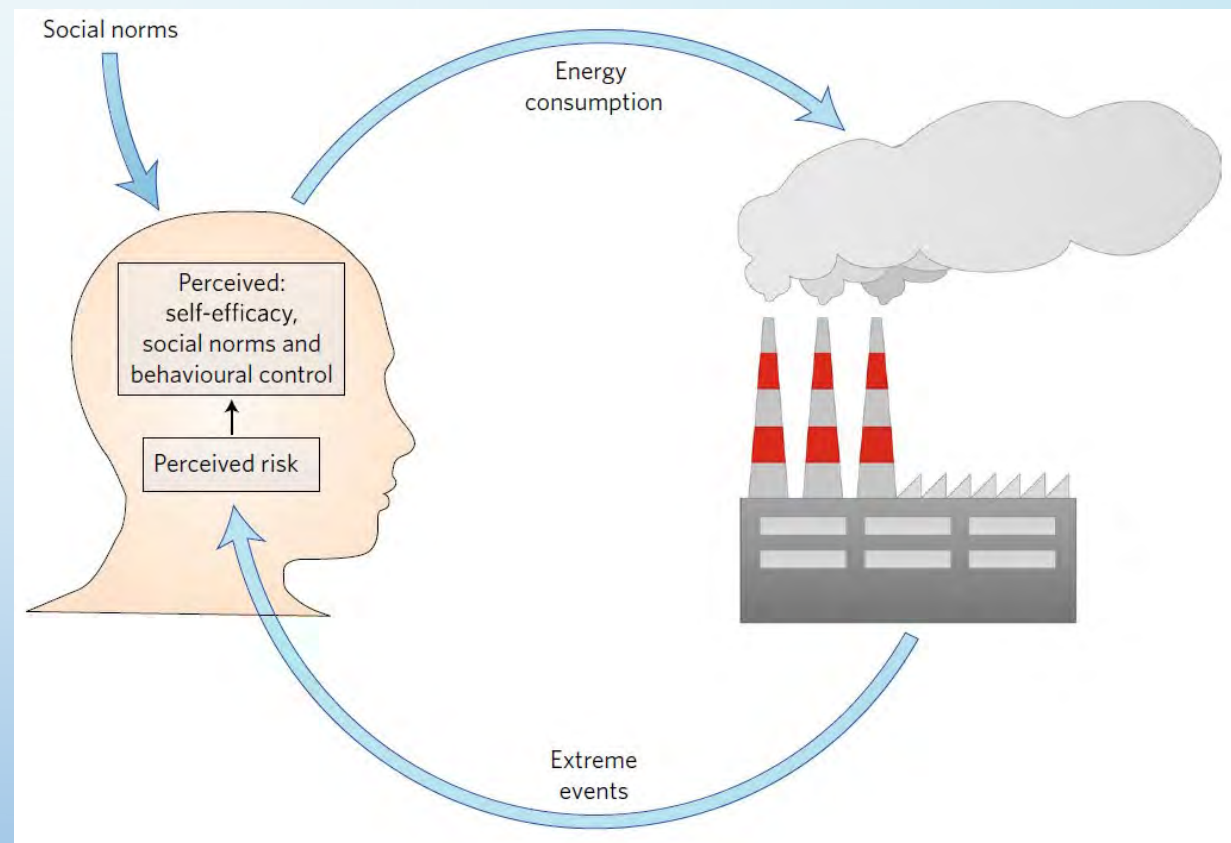 Social norms
Energy
consumption
Perceived:
self-efficacy,
social norms and
behavioural control
Perceived risk
Extreme
events